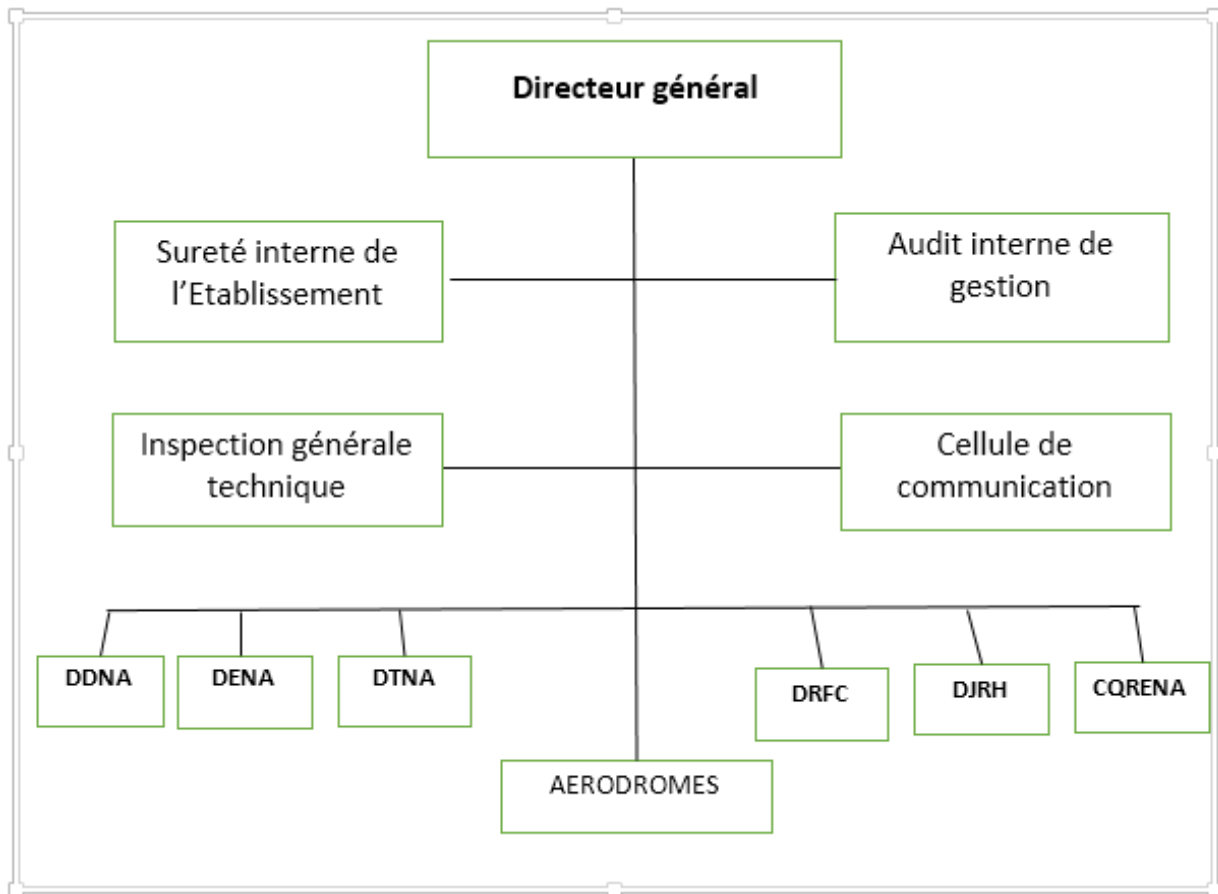 Directeur général
Sureté interne de
l’Etablissement
Audit interne de
gestion
Inspection générale
technique
Cellule de
communication
DDNA
DENA
DTNA
DRFC
DJRH
CQRENA
AERODROMES